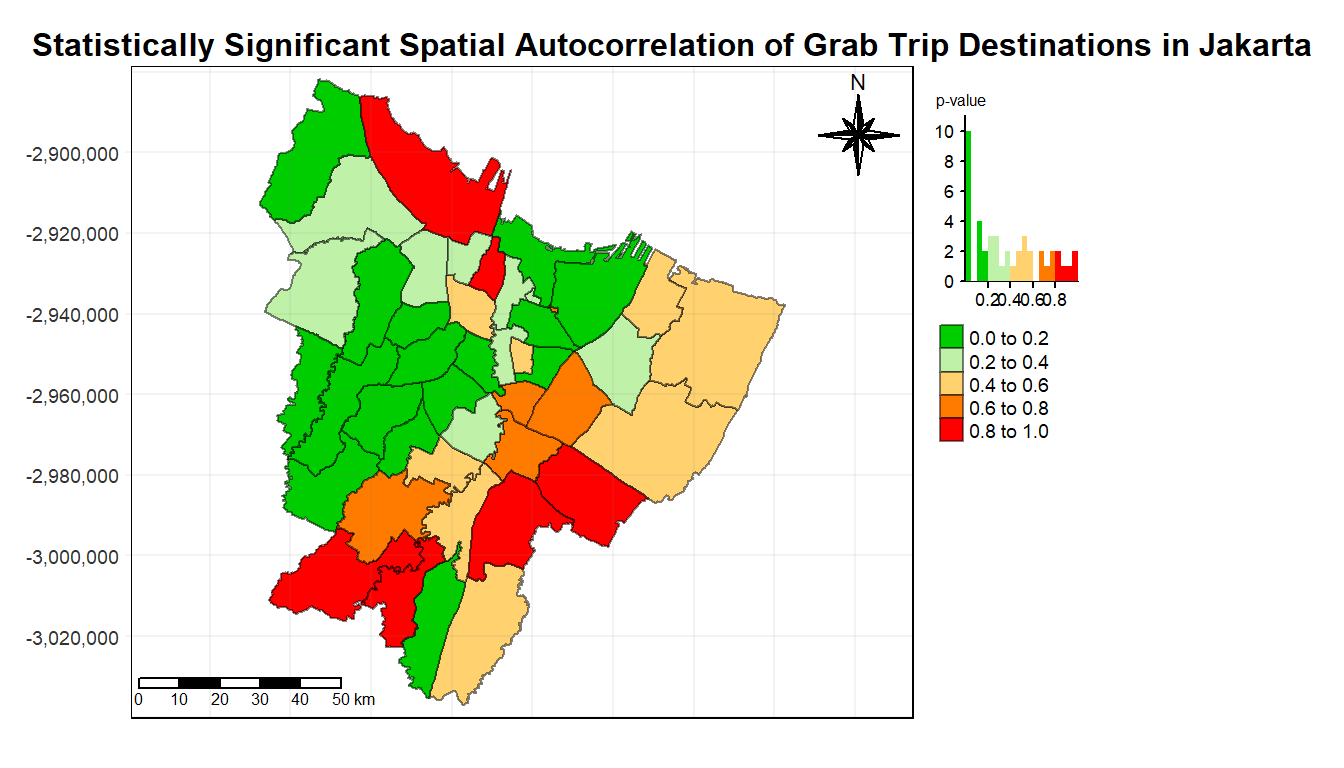 Statistically Significant Spatial Autocorrelation of Grab Trip Destinations in Jakarta
N
-2,900,000
-2,920,000
-2,940,000
-2,960,000
-2,980,000
-3,000,000
-3,020,000
0 10 20 30 40 50 km
p-value
10
8
6
4
2
0
0.2 0.4 0.6 0.8
0.0 to 0.2
0.2 to 0.4
0.4 to 0.6
0.6 to 0.8
0.8 to 1.0